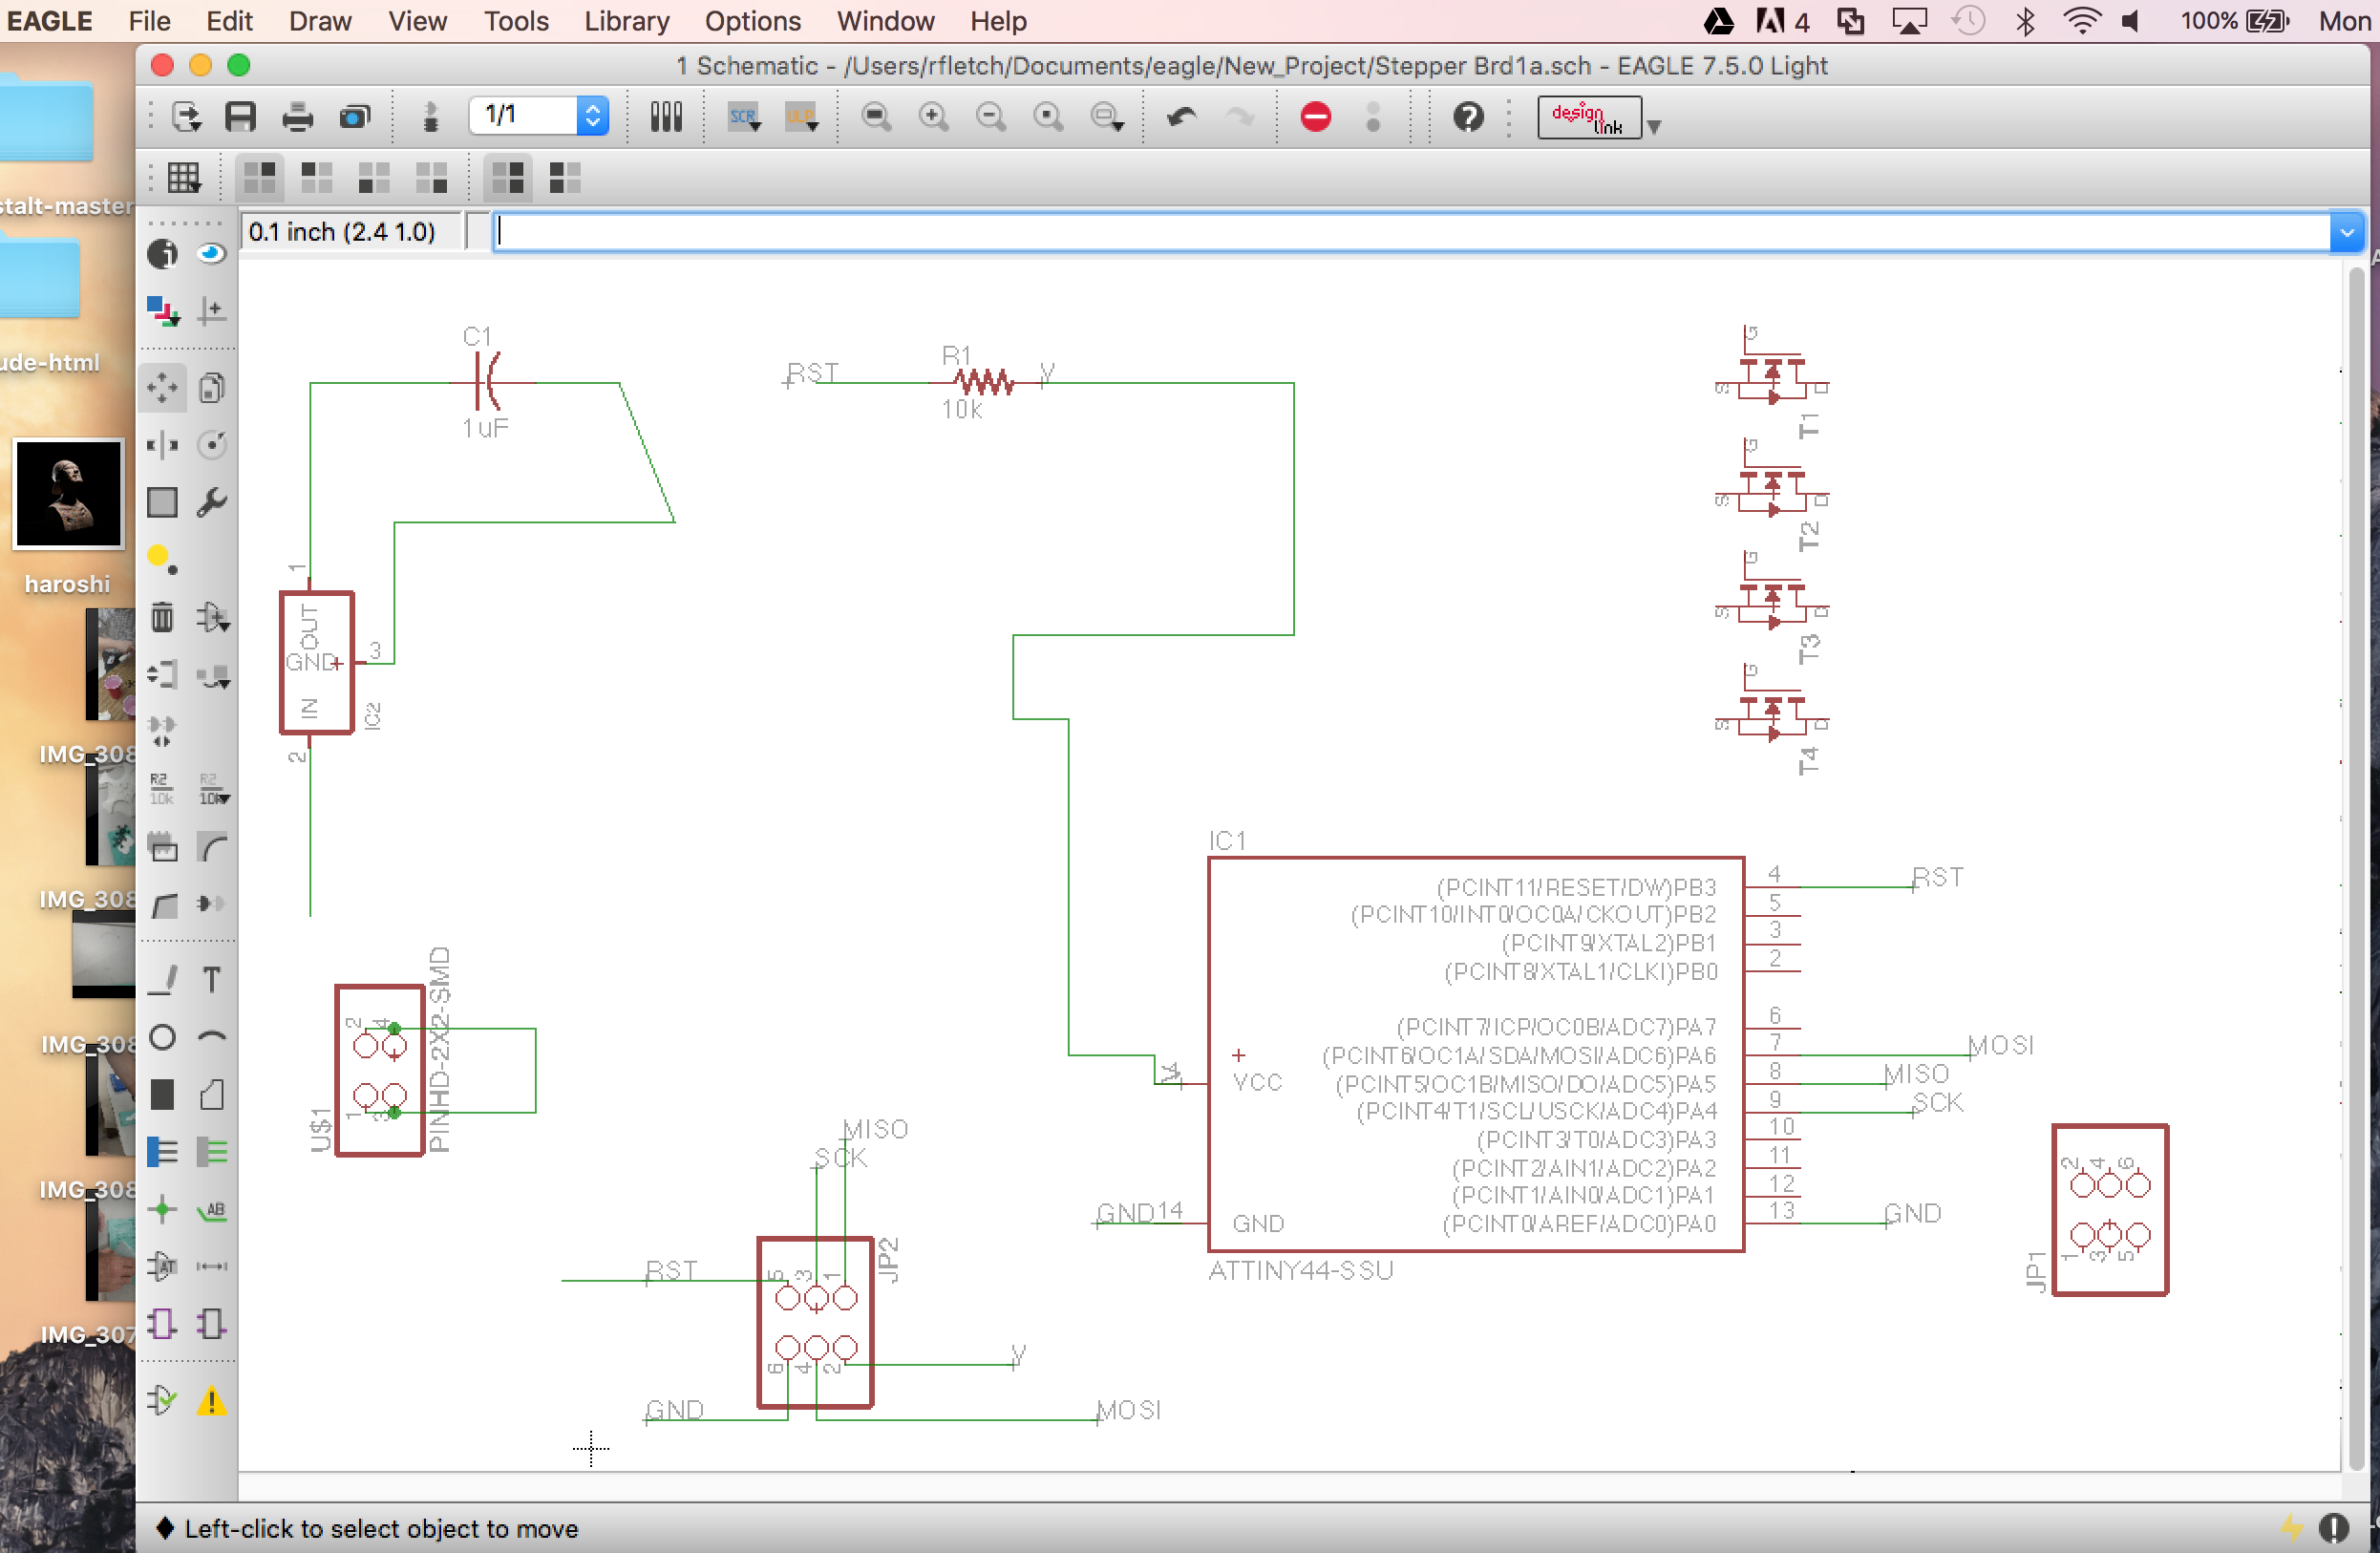 EAGLE File Edit Draw View Tools Library Options Window Help 4 100% Mon
1 Schematic - /Users/rfletch/Documents/eagle/New_Project/Stepper Brd1a.sch - EAGLE 7.5.0 Light
1/1 SCR ULP design link
stalt-master
0.1 inch (2.4 1.0)
ude-html
haroshi
IMG_308
IMG_308
IMG_308
IMG_308
IMG_307
R2 10k R2 10k
T
AB
C1
1uF
RST R1 V
10k
G
S D
T1
G
S D
T2
G
S D
T3
G
S D
T4
1
OUT
GND 3
IN
IC2
2
2 4
1 3
U$1
PINHD-2X2-SMD
MISO
SCK
RST 5 3 1
JP2
6 4 2 V
GND MOSI
IC1
(PCINT11/RESET/DW)PB3 4 RST
(PCINT10/INT0/OC0A/CKOUT)PB2 5
(PCINT9/XTAL2)PB1 3
(PCINT8/XTAL1/CLKI)PB0 2
(PCINT7/ICP/OC0B/ADC7)PA7 6
(PCINT6/OC1A/SDA/MOSI/ADC6)PA6 7 MOSI
VCC (PCINT5/OC1B/MISO/DO/ADC5)PA5 8 MISO
(PCINT4/T1/SCL/USCK/ADC4)PA4 9 SCK
(PCINT3/T0/ADC3)PA3 10
(PCINT2/AIN1/ADC2)PA2 11
(PCINT1/AIN0/ADC1)PA1 12
GND 14 GND (PCINT0/AREF/ADC0)PA0 13 GND
ATTINY44-SSU
2 4 6
1 3 5
JP1
Left-click to select object to move